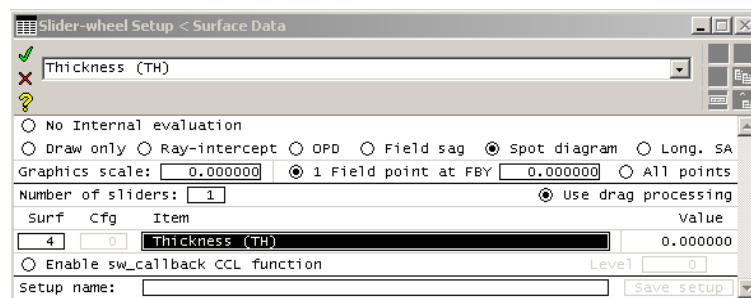 Slider-wheel Setup < Surface Data
Thickness (TH)
No Internal evaluation
Draw only Ray-intercept OPD Field sag Spot diagram Long. SA
Graphics scale: 0.000000 1 Field point at FBY 0.000000 All points
Number of sliders: 1 Use drag processing
Surf Cfg Item Value
4 0 Thickness (TH) 0.000000
Enable sw_callback CCL function Level 0
Setup name: Save setup